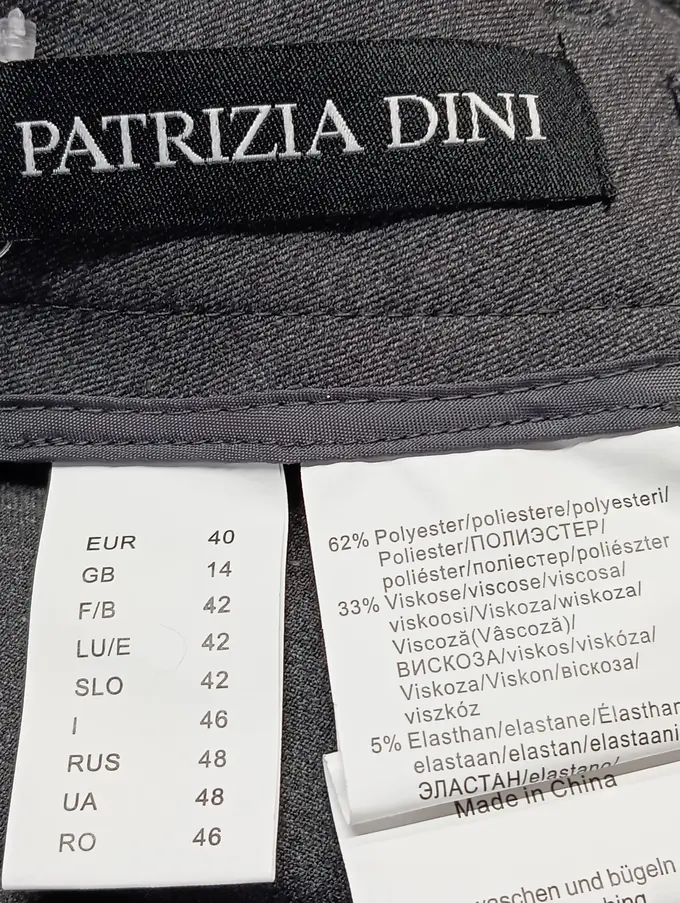 PATRIZIA DINI
EUR 40
GB 14
F/B 42
LU/E 42
SLO 42
I 46
RUS 48
UA 48
RO 46
62% Polyester/poliestere/polyesteri/
Poliester/ПОЛИЭСТЕР/
poliéster/поліестер/poliészter
33% Viskose/viscose/viscosa/
viskoosi/Viskoza/wiskoza/
Viscoză(Vâscoză)/
ВИСКОЗА/viskos/viskóza/
Viskoza/Viskon/віскоза/
viszkóz
5% Elasthan/elastane/Élasthan
elastaan/elastan/elastaani
ЭЛАСТАН/elastano/
Made in China
waschen und bügeln